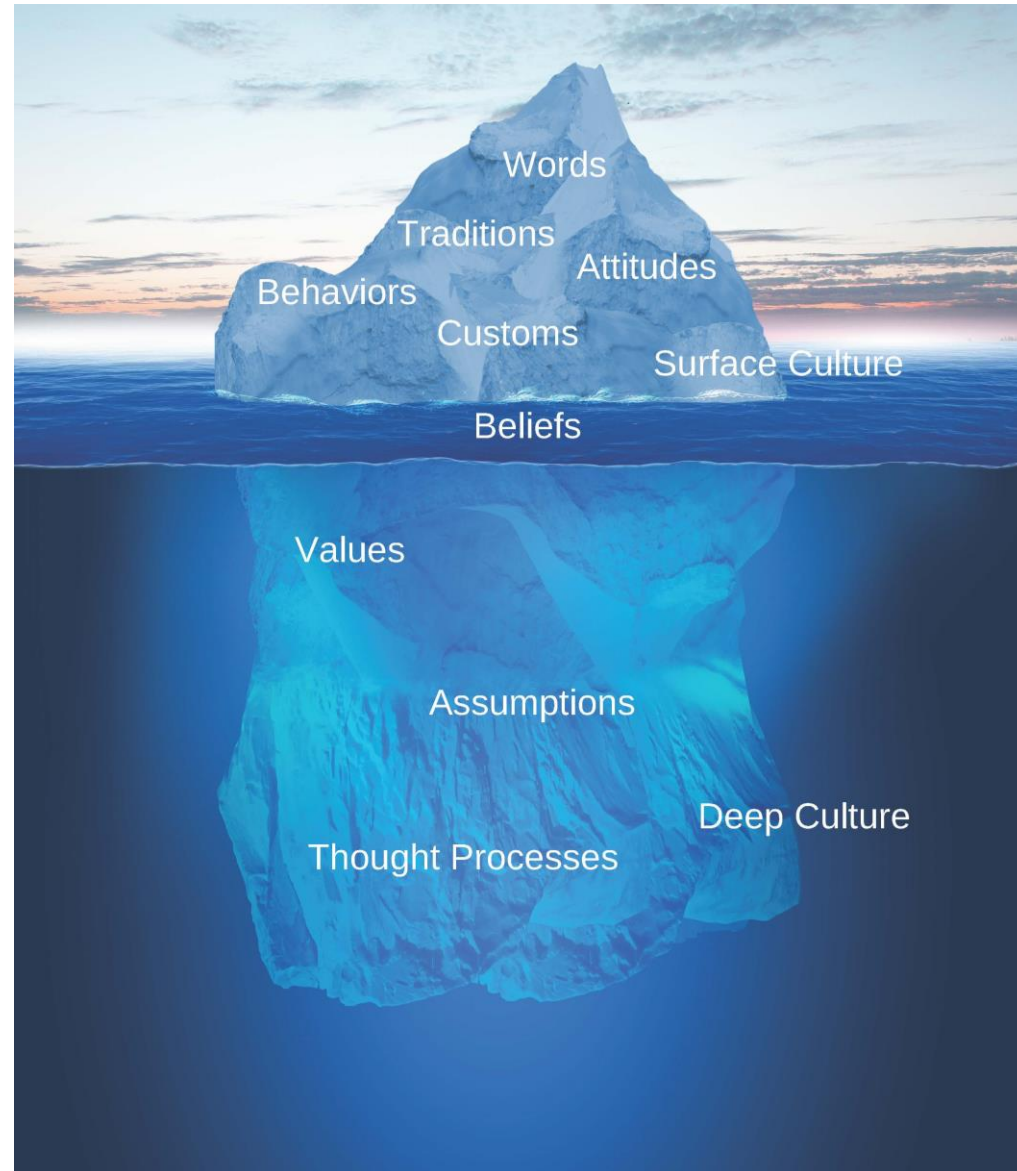 Words
Traditions
Attitudes
Behaviors
Customs
Surface Culture
Beliefs
Values
Assumptions
Deep Culture
Thought Processes